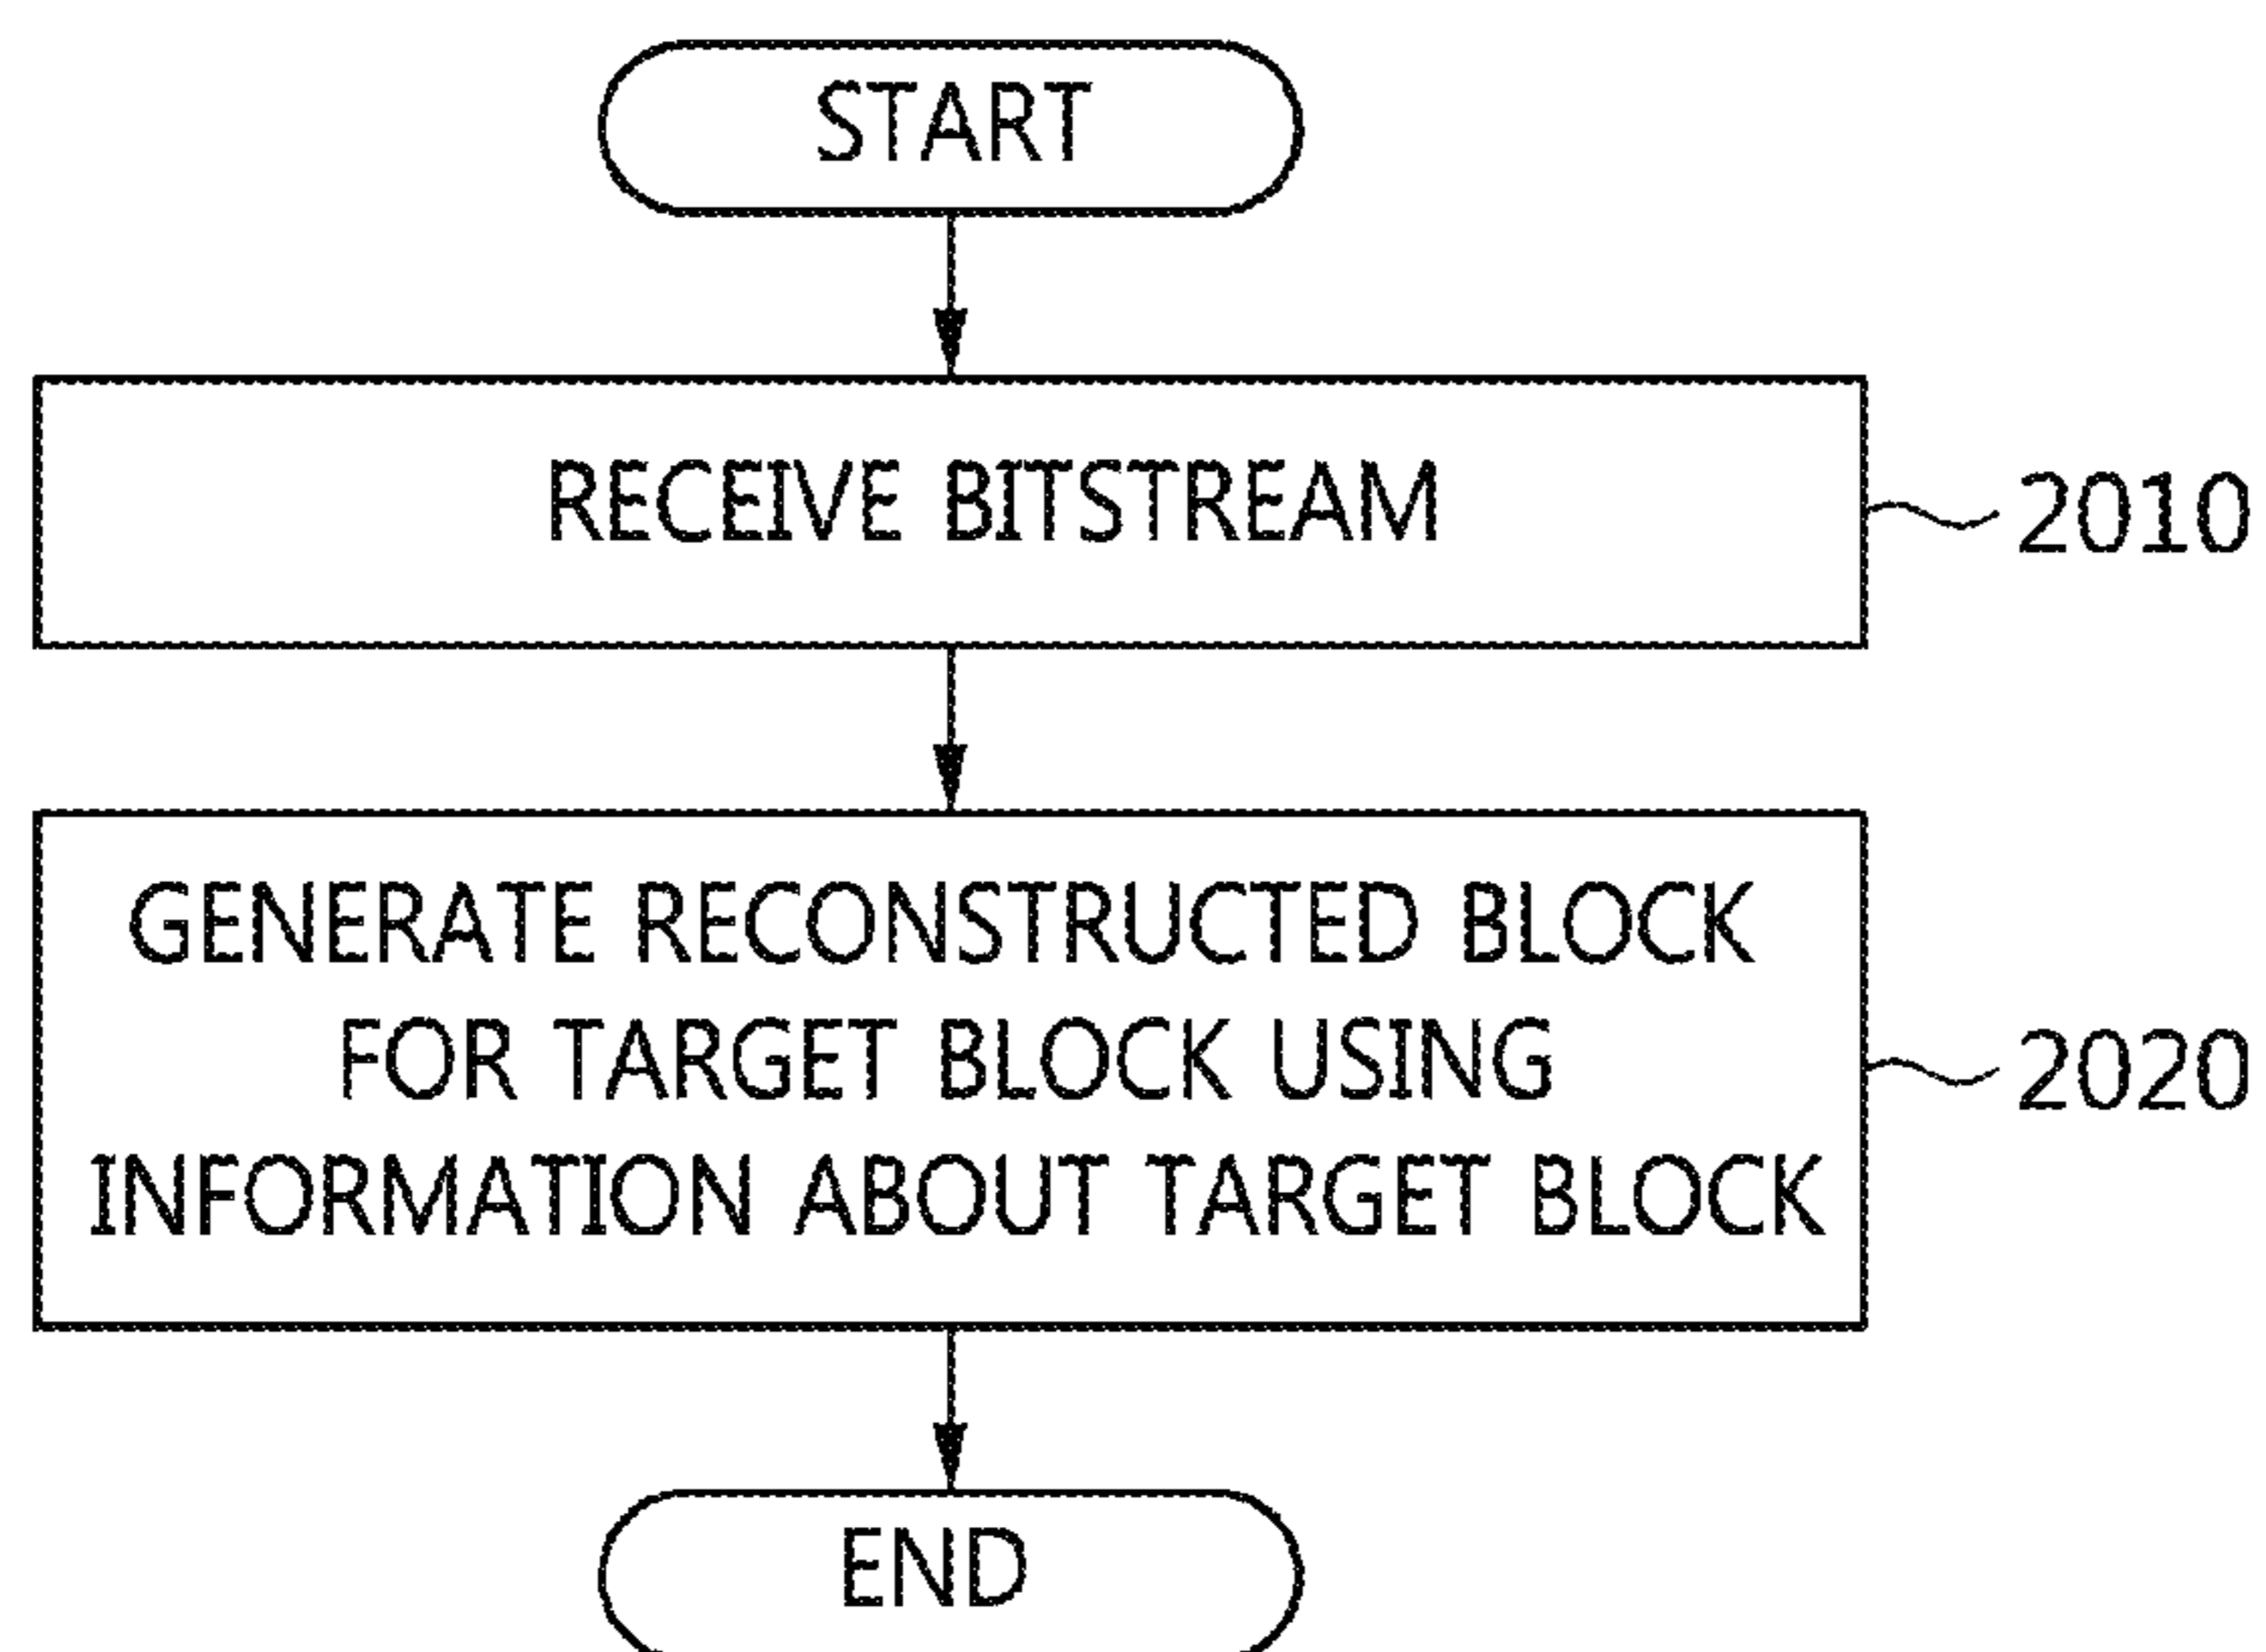 START
RECEIVE BITSTREAM
2010
GENERATE RECONSTRUCTED BLOCK
FOR TARGET BLOCK USING
INFORMATION ABOUT TARGET BLOCK
2020
END